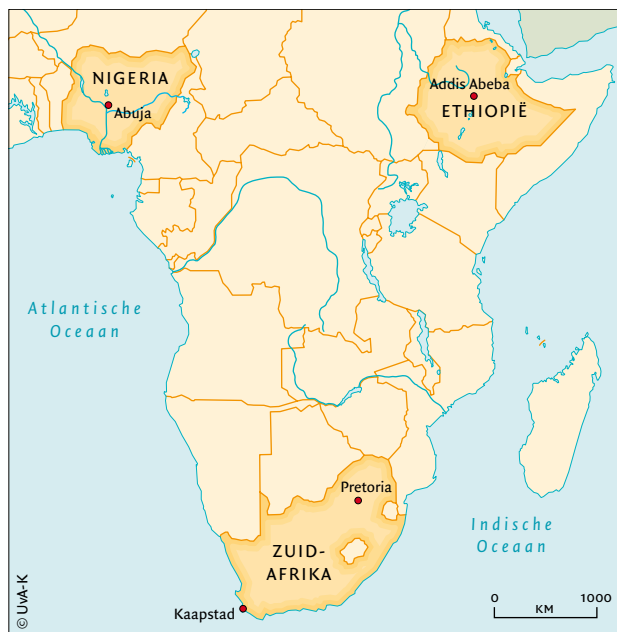 NIGERIA
Abuja
Addis Abeba
ETHIOPIË
Atlantische
Oceaan
Pretoria
Indische
Oceaan
ZUID-
AFRIKA
Kaapstad
0 1000
KM
© UvA-K